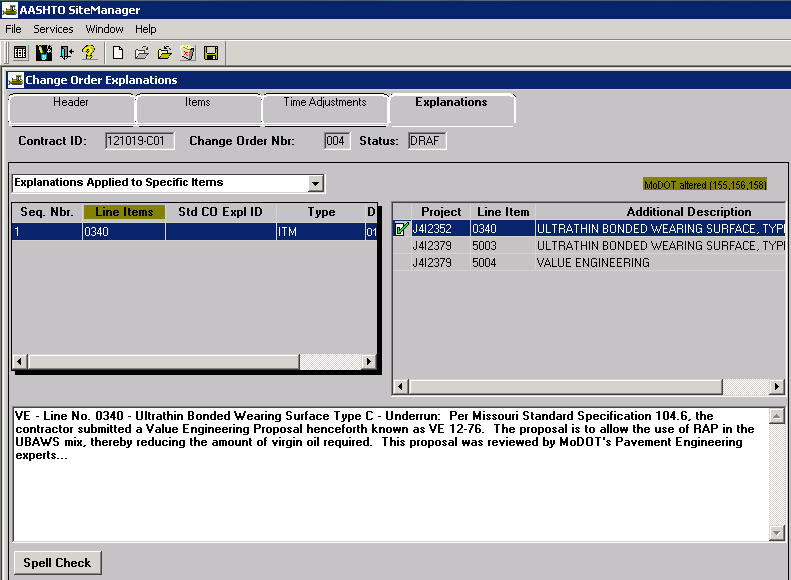 AASHTO SiteManager
File Services Window Help
Change Order Explanations
Header Items Time Adjustments Explanations
Contract ID: 121019-C01 Change Order Nbr: 004 Status: DRAF
Explanations Applied to Specific Items
MoDOT altered (155,156,158)
Seq. Nbr. Line Items Std CO Expl ID Type D
1 0340 ITM 01
Project Line Item Additional Description
J4I2352 0340 ULTRATHIN BONDED WEARING SURFACE, TYPI
J4I2379 5003 ULTRATHIN BONDED WEARING SURFACE, TYPI
J4I2379 5004 VALUE ENGINEERING
VE - Line No. 0340 - Ultrathin Bonded Wearing Surface Type C - Underrun: Per Missouri Standard Specification 104.6, the
contractor submitted a Value Engineering Proposal henceforth known as VE 12-76. The proposal is to allow the use of RAP in the
UBAWS mix, thereby reducing the amount of virgin oil required. This proposal was reviewed by MoDOT's Pavement Engineering
experts...
Spell Check